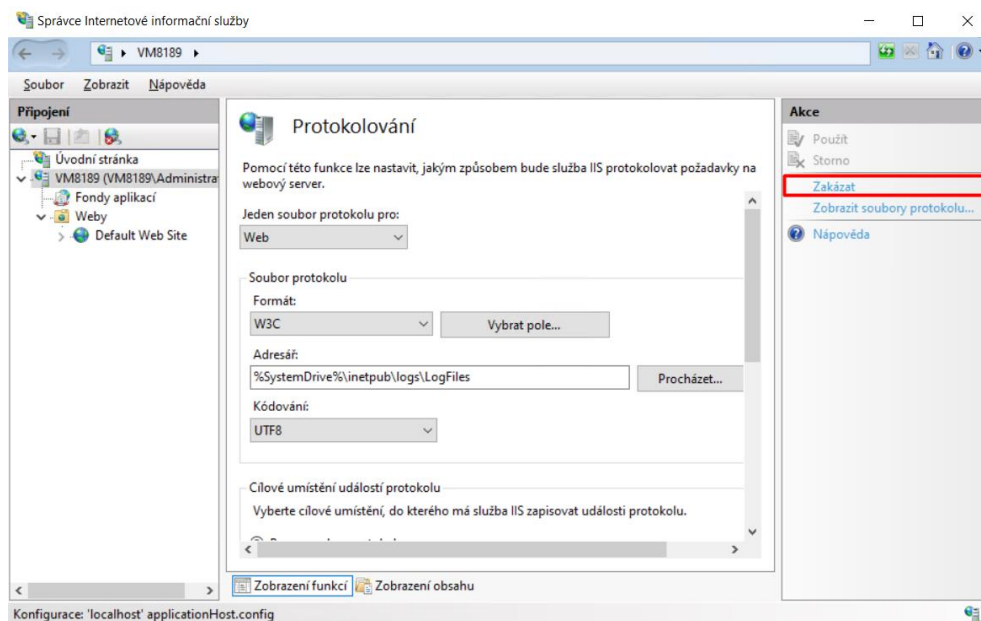 Správce Internetové informační služby
VM8189
Soubor Zobrazit Nápověda
Připojení
Úvodní stránka
VM8189 (VM8189\Administra
Fondy aplikací
Weby
Default Web Site
Protokolování
Pomocí této funkce lze nastavit, jakým způsobem bude služba IIS protokolovat požadavky na
webový server.
Jeden soubor protokolu pro:
Web
Soubor protokolu
Formát:
W3C
Vybrat pole...
Adresář:
%SystemDrive%\inetpub\logs\LogFiles
Procházet...
Kódování:
UTF8
Cílové umístění událostí protokolu
Vyberte cílové umístění, do kterého má služba IIS zapisovat události protokolu.
Zobrazení funkcí
Zobrazení obsahu
Akce
Použít
Storno
Zakázat
Zobrazit soubory protokolu...
Nápověda
Konfigurace: 'localhost' applicationHost.config